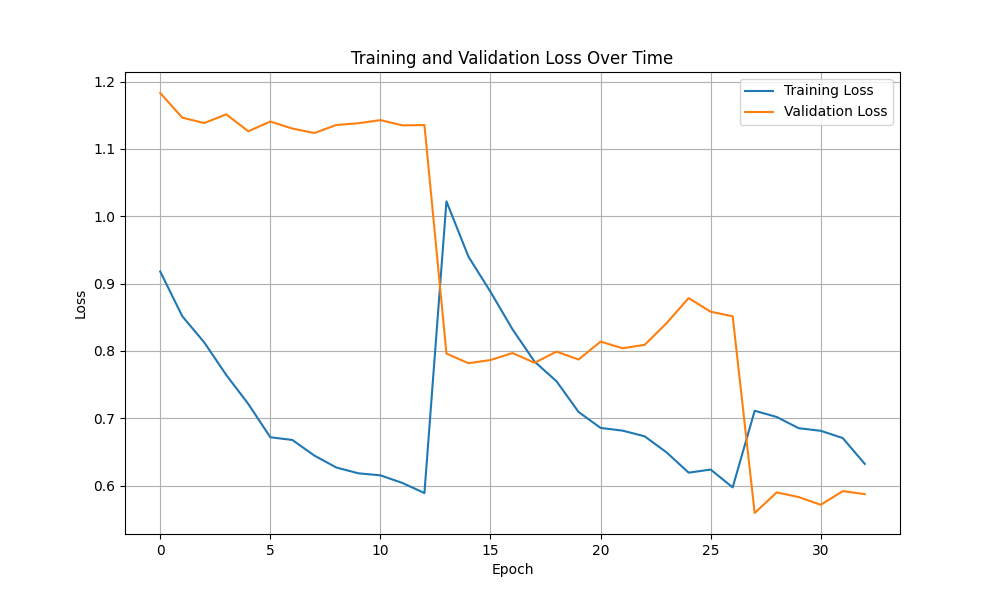 Training and Validation Loss Over Time
Training Loss
Validation Loss
1.2
1.1
1.0
0.9
0.8
0.7
0.6
Loss
0 5 10 15 20 25 30
Epoch